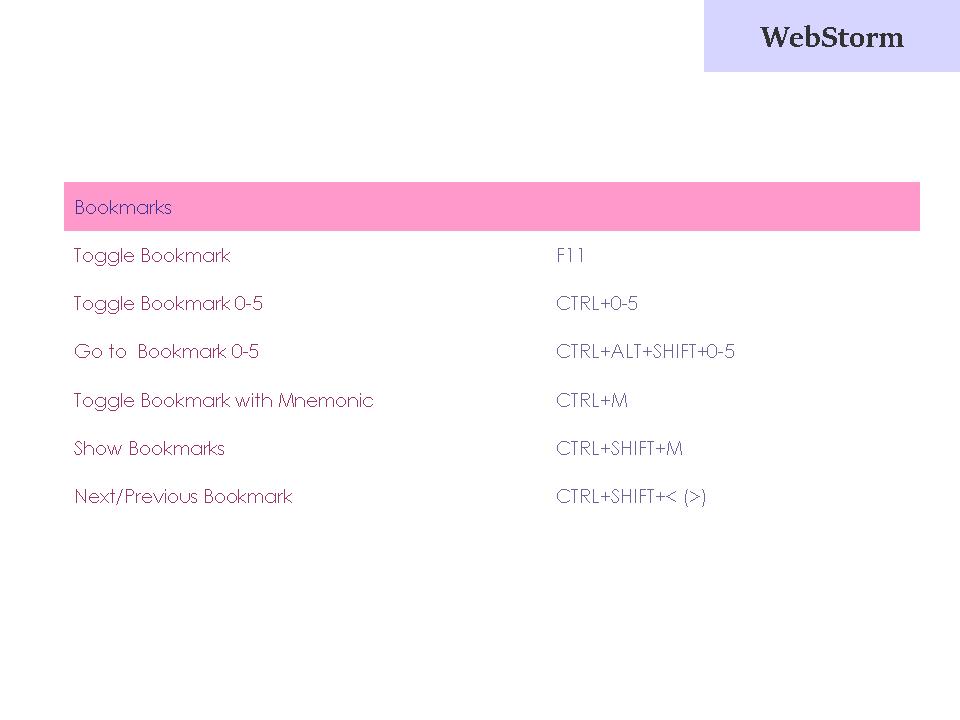 WebStorm
Bookmarks
Toggle Bookmark F11
Toggle Bookmark 0-5 CTRL+0-5
Go to  Bookmark 0-5 CTRL+ALT+SHIFT+0-5
Toggle Bookmark with Mnemonic CTRL+M
Show Bookmarks CTRL+SHIFT+M
Next/Previous Bookmark CTRL+SHIFT+< (>)